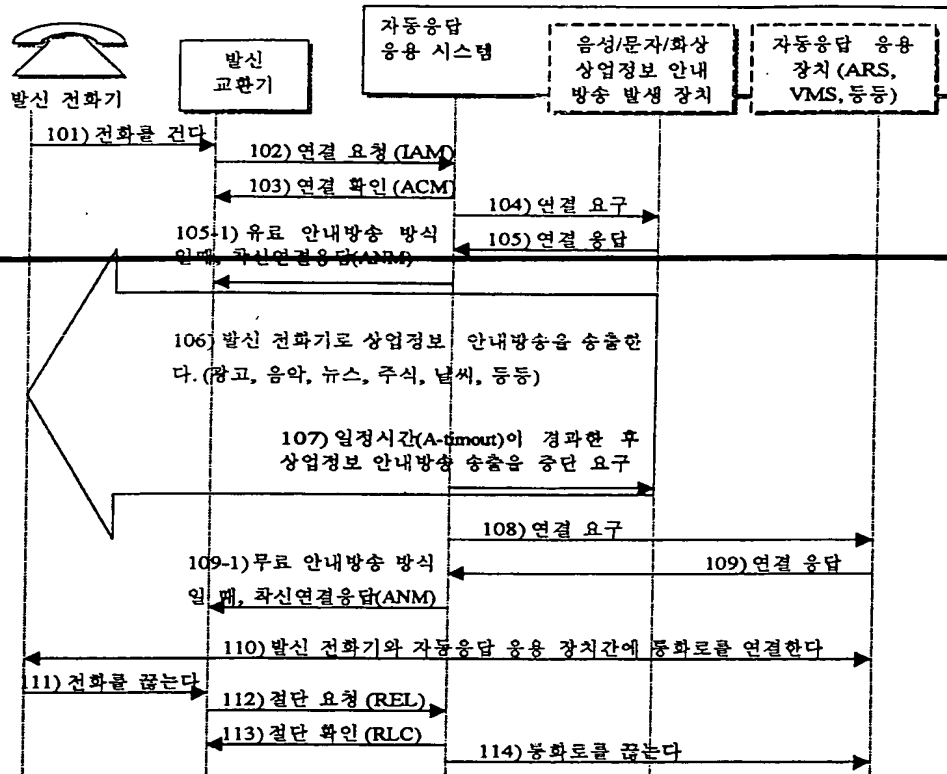 자동응답
응용 시스템
발신
교환기
음성/문자/화상
상업정보 안내
방송 발생 장치
자동응답 응용
장치 (ARS,
VMS, 등등)
발신 전화기
101) 전화를 건다
102) 연결 요청 (IAM)
103) 연결 확인 (ACM)
104) 연결 요구
105) 연결 응답
105-1) 유료 안내방송 방식
일 때, 착신연결응답(ANM)
106) 발신 전화기로 상업정보 안내방송을 송출한
다. (광고, 음악, 뉴스, 주식, 날씨, 등등)
107) 일정시간(A-timout)이 경과한 후
상업정보 안내방송 송출을 중단 요구
108) 연결 요구
109) 연결 응답
109-1) 무료 안내방송 방식
일 때, 착신연결응답(ANM)
110) 발신 전화기와 자동응답 응용 장치간에 통화로를 연결한다
111) 전화를 끊는다
112) 절단 요청 (REL)
113) 절단 확인 (RLC)
114) 통화로를 끊는다